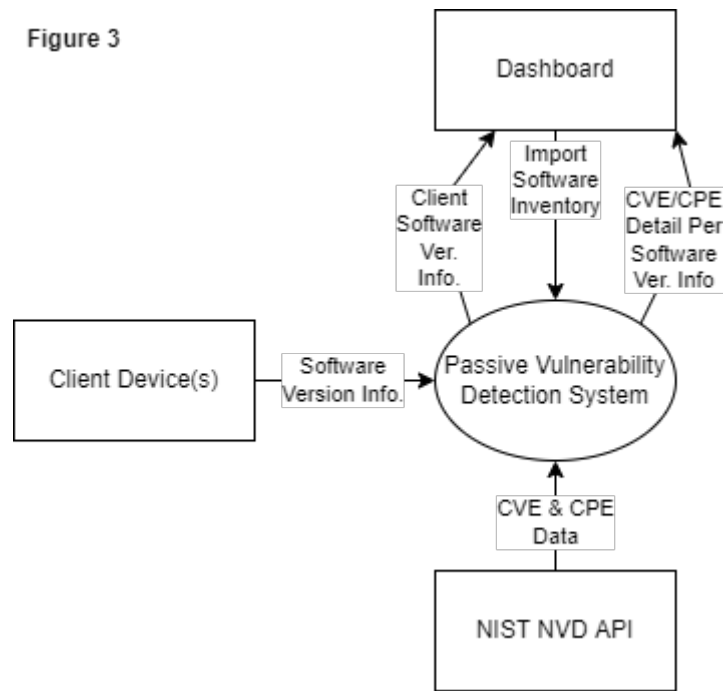 Figure 3
Dashboard
Client
Software
Ver.
Info.
Import
Software
Inventory
CVE/CPE
Detail Per
Software
Ver. Info
Client Device(s)
Software
Version Info.
Passive Vulnerability
Detection System
CVE & CPE
Data
NIST NVD API